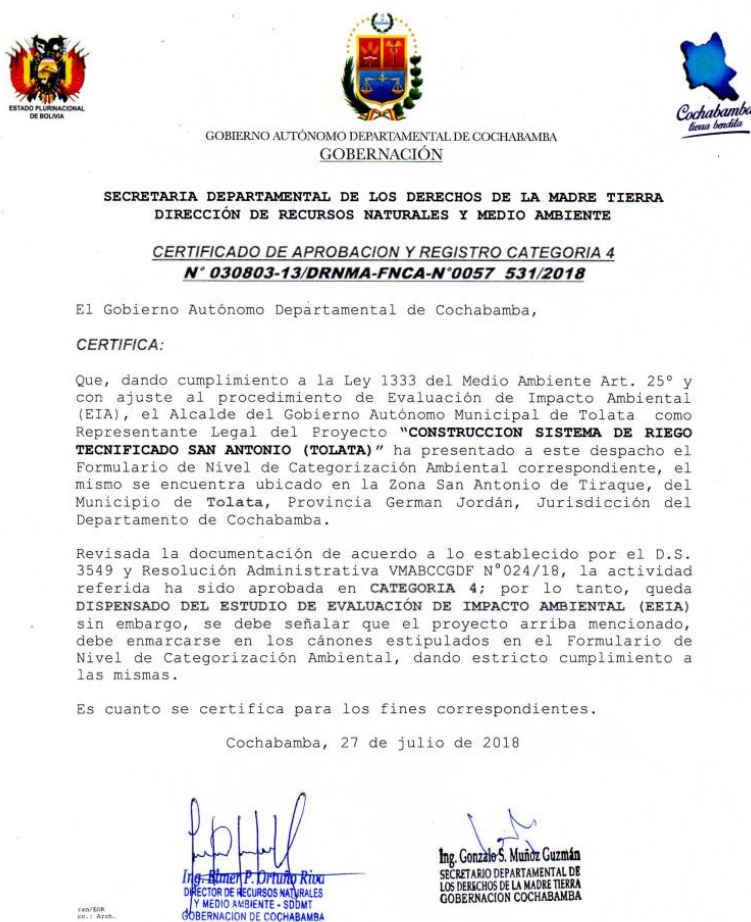 ESTADO PLURINACIONAL
DE BOLIVIA
Cochabamba
tierra bendita
GOBIERNO AUTÓNOMO DEPARTAMENTAL DE COCHABAMBA
GOBERNACIÓN
SECRETARIA DEPARTAMENTAL DE LOS DERECHOS DE LA MADRE TIERRA
DIRECCIÓN DE RECURSOS NATURALES Y MEDIO AMBIENTE
CERTIFICADO DE APROBACION Y REGISTRO CATEGORIA 4
N° 030803-13/DRNMA-FNCA-N°0057 531/2018
El Gobierno Autónomo Departamental de Cochabamba,
CERTIFICA:
Que, dando cumplimiento a la Ley 1333 del Medio Ambiente Art. 25° y
con ajuste al procedimiento de Evaluación de Impacto Ambiental
(EIA), el Alcalde del Gobierno Autónomo Municipal de Tolata como
Representante Legal del Proyecto "CONSTRUCCION SISTEMA DE RIEGO
TECNIFICADO SAN ANTONIO (TOLATA)" ha presentado a este despacho el
Formulario de Nivel de Categorización Ambiental correspondiente, el
mismo se encuentra ubicado en la Zona San Antonio de Tiraque, del
Municipio de Tolata, Provincia German Jordán, Jurisdicción del
Departamento de Cochabamba.
Revisada la documentación de acuerdo a lo establecido por el D.S.
3549 y Resolución Administrativa VMABCCGDF N°024/18, la actividad
referida ha sido aprobada en CATEGORIA 4; por lo tanto, queda
DISPENSADO DEL ESTUDIO DE EVALUACIÓN DE IMPACTO AMBIENTAL (EEIA)
sin embargo, se debe señalar que el proyecto arriba mencionado,
debe enmarcarse en los cánones estipulados en el Formulario de
Nivel de Categorización Ambiental, dando estricto cumplimiento a
las mismas.
Es cuanto se certifica para los fines correspondientes.
Cochabamba, 27 de julio de 2018
Ing. Elmer P. Ortuño Riva
DIRECTOR DE RECURSOS NATURALES
Y MEDIO AMBIENTE - SDDMT
GOBERNACION DE COCHABAMBA
Ing. Gonzalo S. Muñoz Guzmán
SECRETARIO DEPARTAMENTAL DE
LOS DERECHOS DE LA MADRE TIERRA
GOBERNACION COCHABAMBA
cc.: Arch.